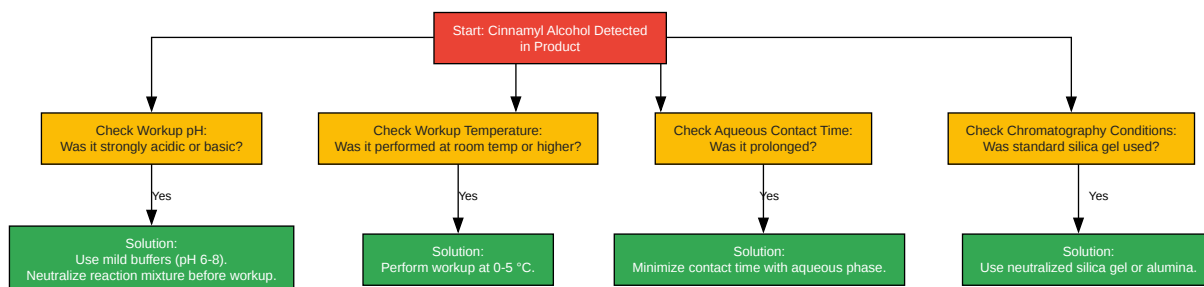 Start: Cinnamyl Alcohol Detected
in Product
Check Workup pH:
Was it strongly acidic or basic?
Check Workup Temperature:
Was it performed at room temp or higher?
Check Aqueous Contact Time:
Was it prolonged?
Check Chromatography Conditions:
Was standard silica gel used?
Yes
Yes
Yes
Yes
Solution:
Use mild buffers (pH 6-8).
Neutralize reaction mixture before workup.
Solution:
Perform workup at 0-5 °C.
Solution:
Minimize contact time with aqueous phase.
Solution:
Use neutralized silica gel or alumina.